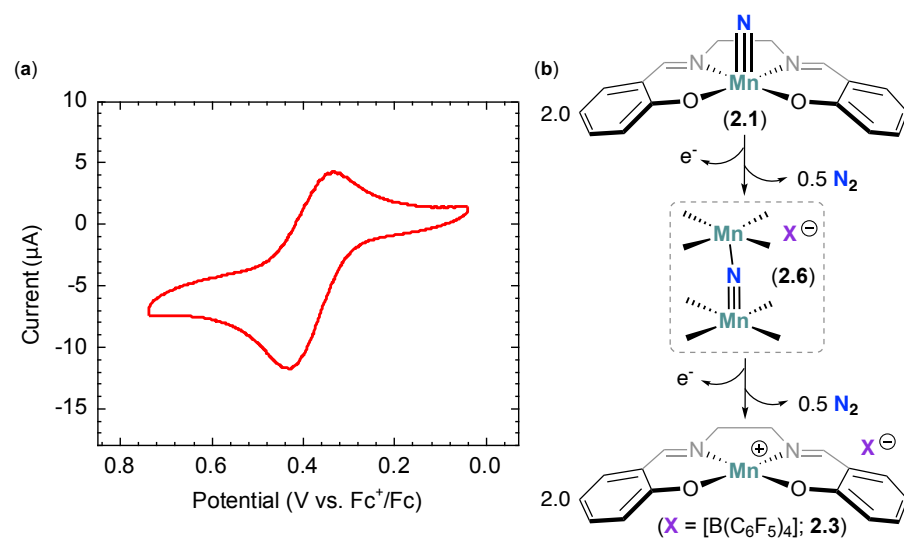 (a)
10
5
0
-5
-10
-15
Current (µA)
0.8
0.6
0.4
0.2
0.0
Potential (V vs. Fc⁺/Fc)
(b)
N
N
N
Mn
O
O
2.0
(2.1)
e⁻
0.5 N₂
Mn
X ⊖
N
(2.6)
Mn
e⁻
0.5 N₂
N
⊕
N
X ⊖
Mn
O
O
2.0
(X = [B(C₆F₅)₄]; 2.3)